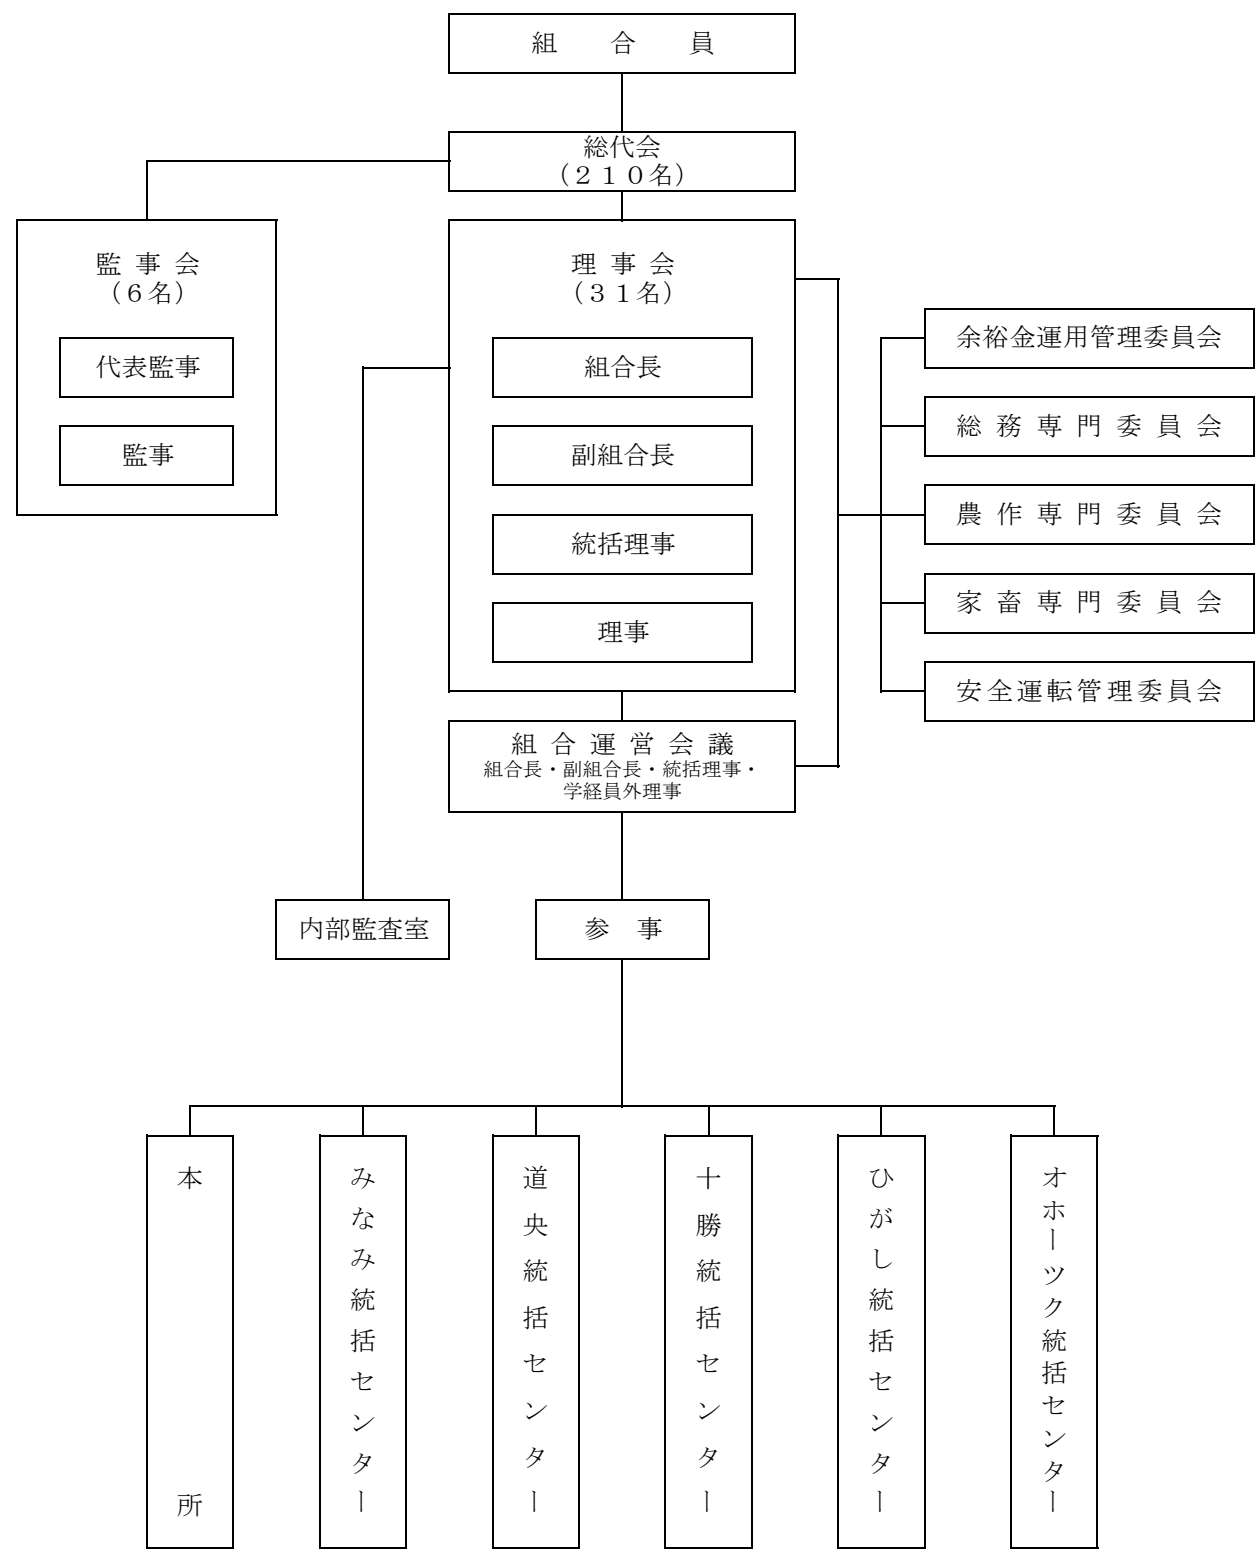 組 合 員
総代会
(２１０名)
監 事 会
(６名)
代表監事
監事
理 事 会
(３１名)
組合長
副組合長
統括理事
理事
余裕金運用管理委員会
総 務 専 門 委 員 会
農 作 専 門 委 員 会
家 畜 専 門 委 員 会
安全運転管理委員会
組 合 運 営 会 議
組合長・副組合長・統括理事・
学経員外理事
内部監査室
参 事
本 所
みなみ統括センター
道央統括センター
十勝統括センター
ひがし統括センター
オホーツク統括センター